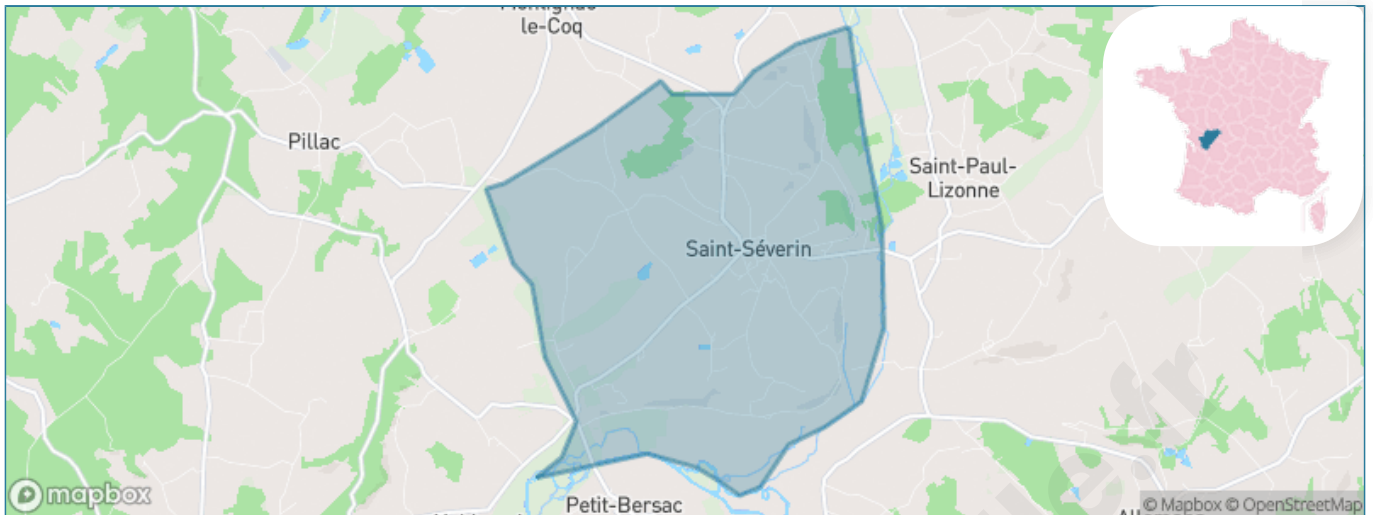 le-Coq
Pillac
Saint-Paul-
Lizonne
Saint-Séverin
Petit-Bersac
mapbox
© Mapbox © OpenStreetMap